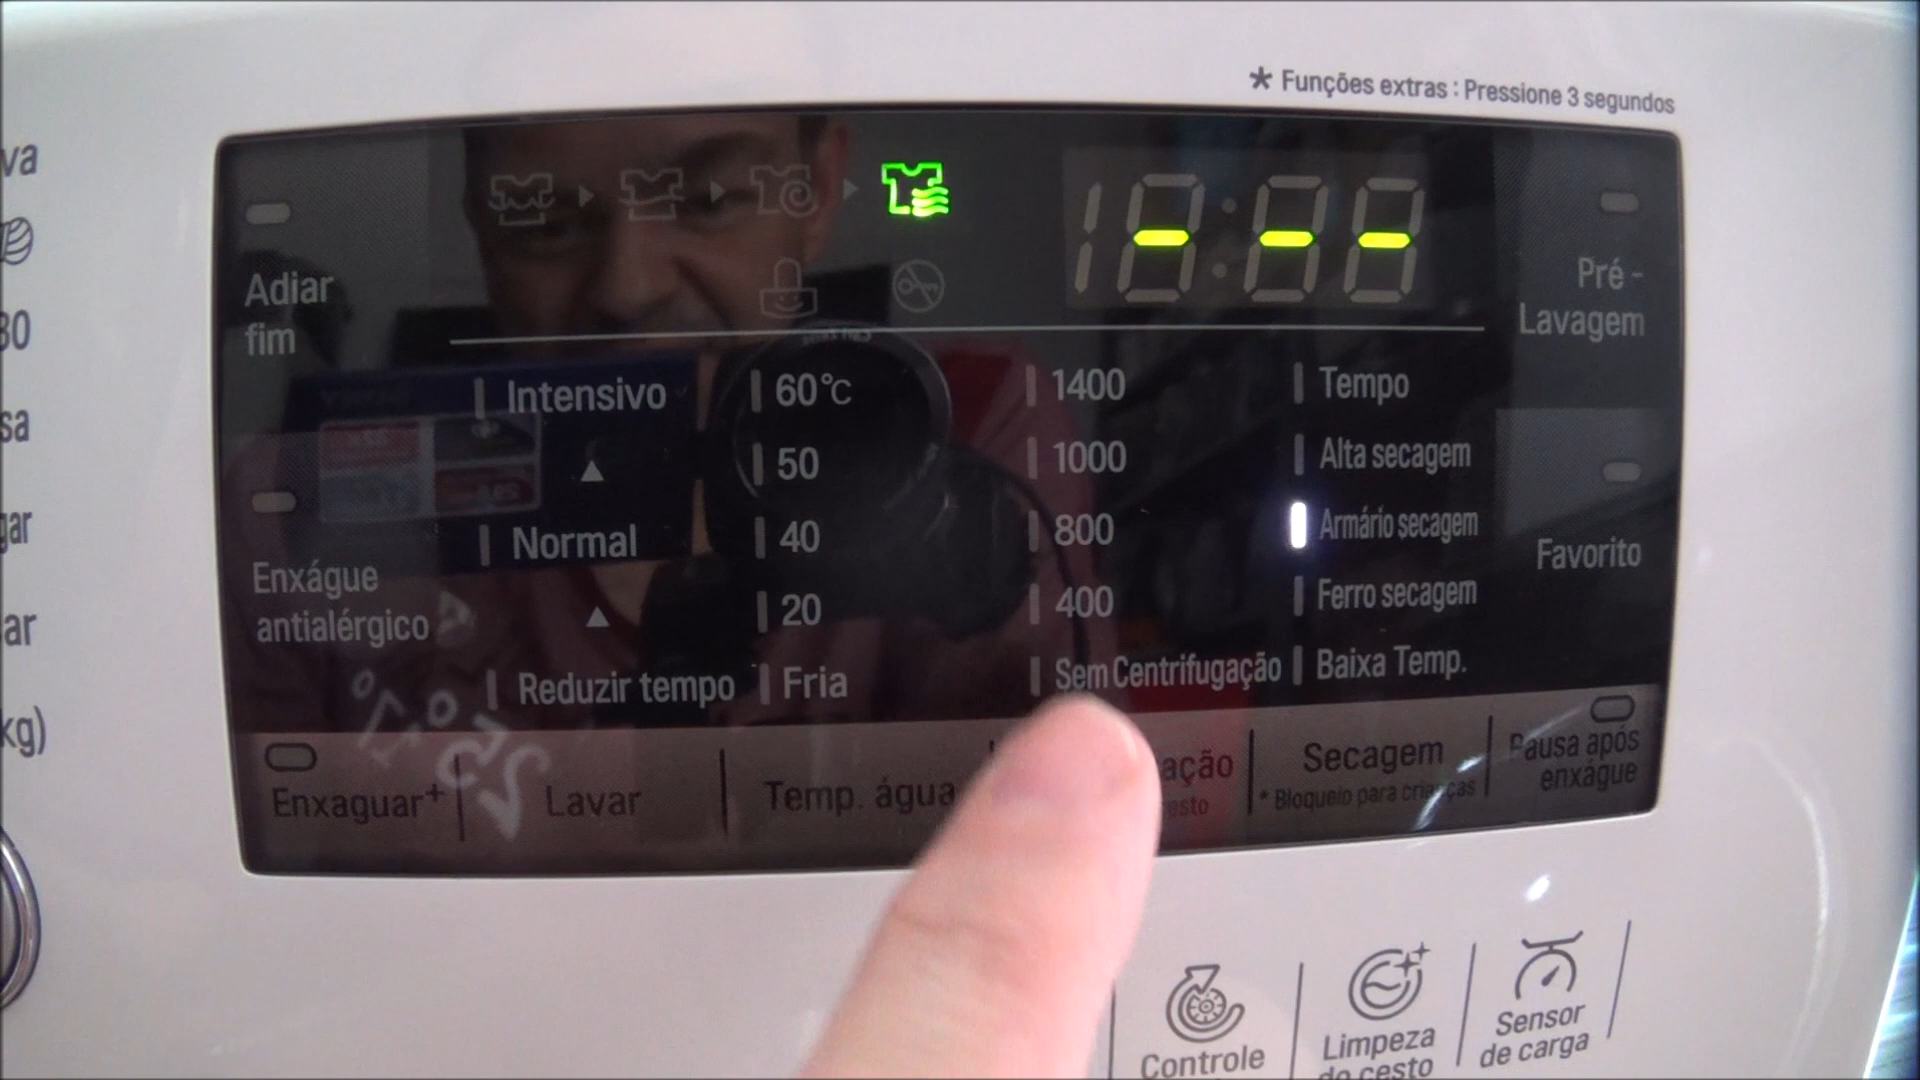 * Funções extras : Pressione 3 segundos
Adiar
fim
Pré -
Lavagem
Intensivo
60°C
1400
Tempo
50
1000
Alta secagem
Normal
40
800
Armário secagem
Favorito
Enxágue
antialérgico
20
400
Ferro secagem
Reduzir tempo
Fria
Sem Centrifugação
Baixa Temp.
Enxaguar+
Lavar
Temp. água
ação
esto
Secagem
* Bloqueio para crianças
Pausa após
enxágue
va
30
sa
gar
ar
kg)
Controle
Limpeza
do cesto
Sensor
de carga